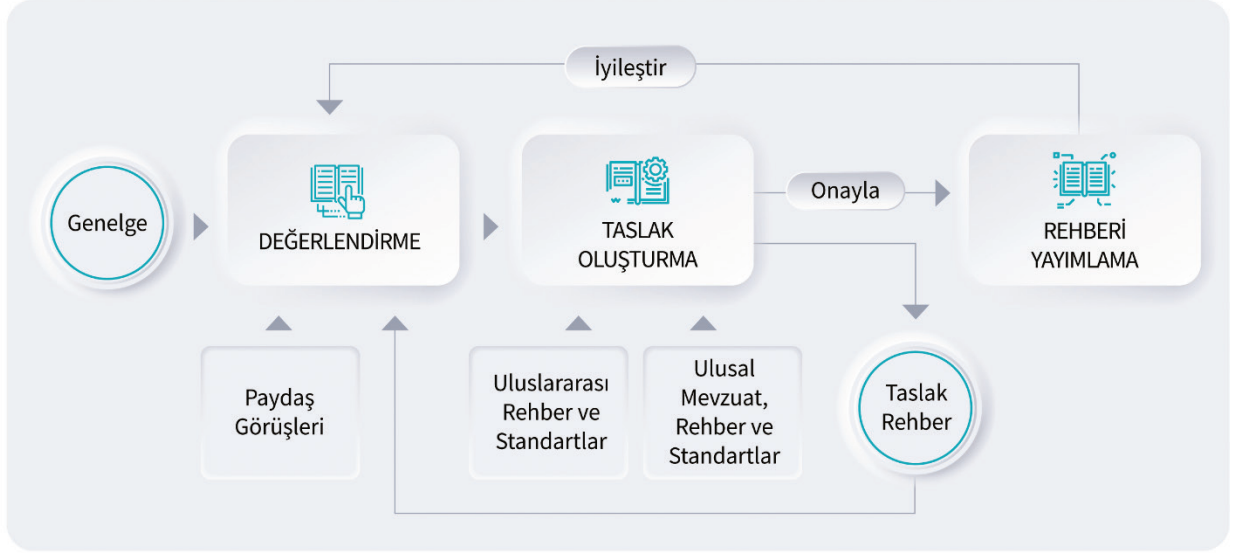 İyileştir
Genelge
DEĞERLENDİRME
TASLAK
OLUŞTURMA
Onayla
REHBERİ
YAYIMLAMA
Paydaş
Görüşleri
Uluslararası
Rehber ve
Standartlar
Ulusal
Mevzuat,
Rehber ve
Standartlar
Taslak
Rehber